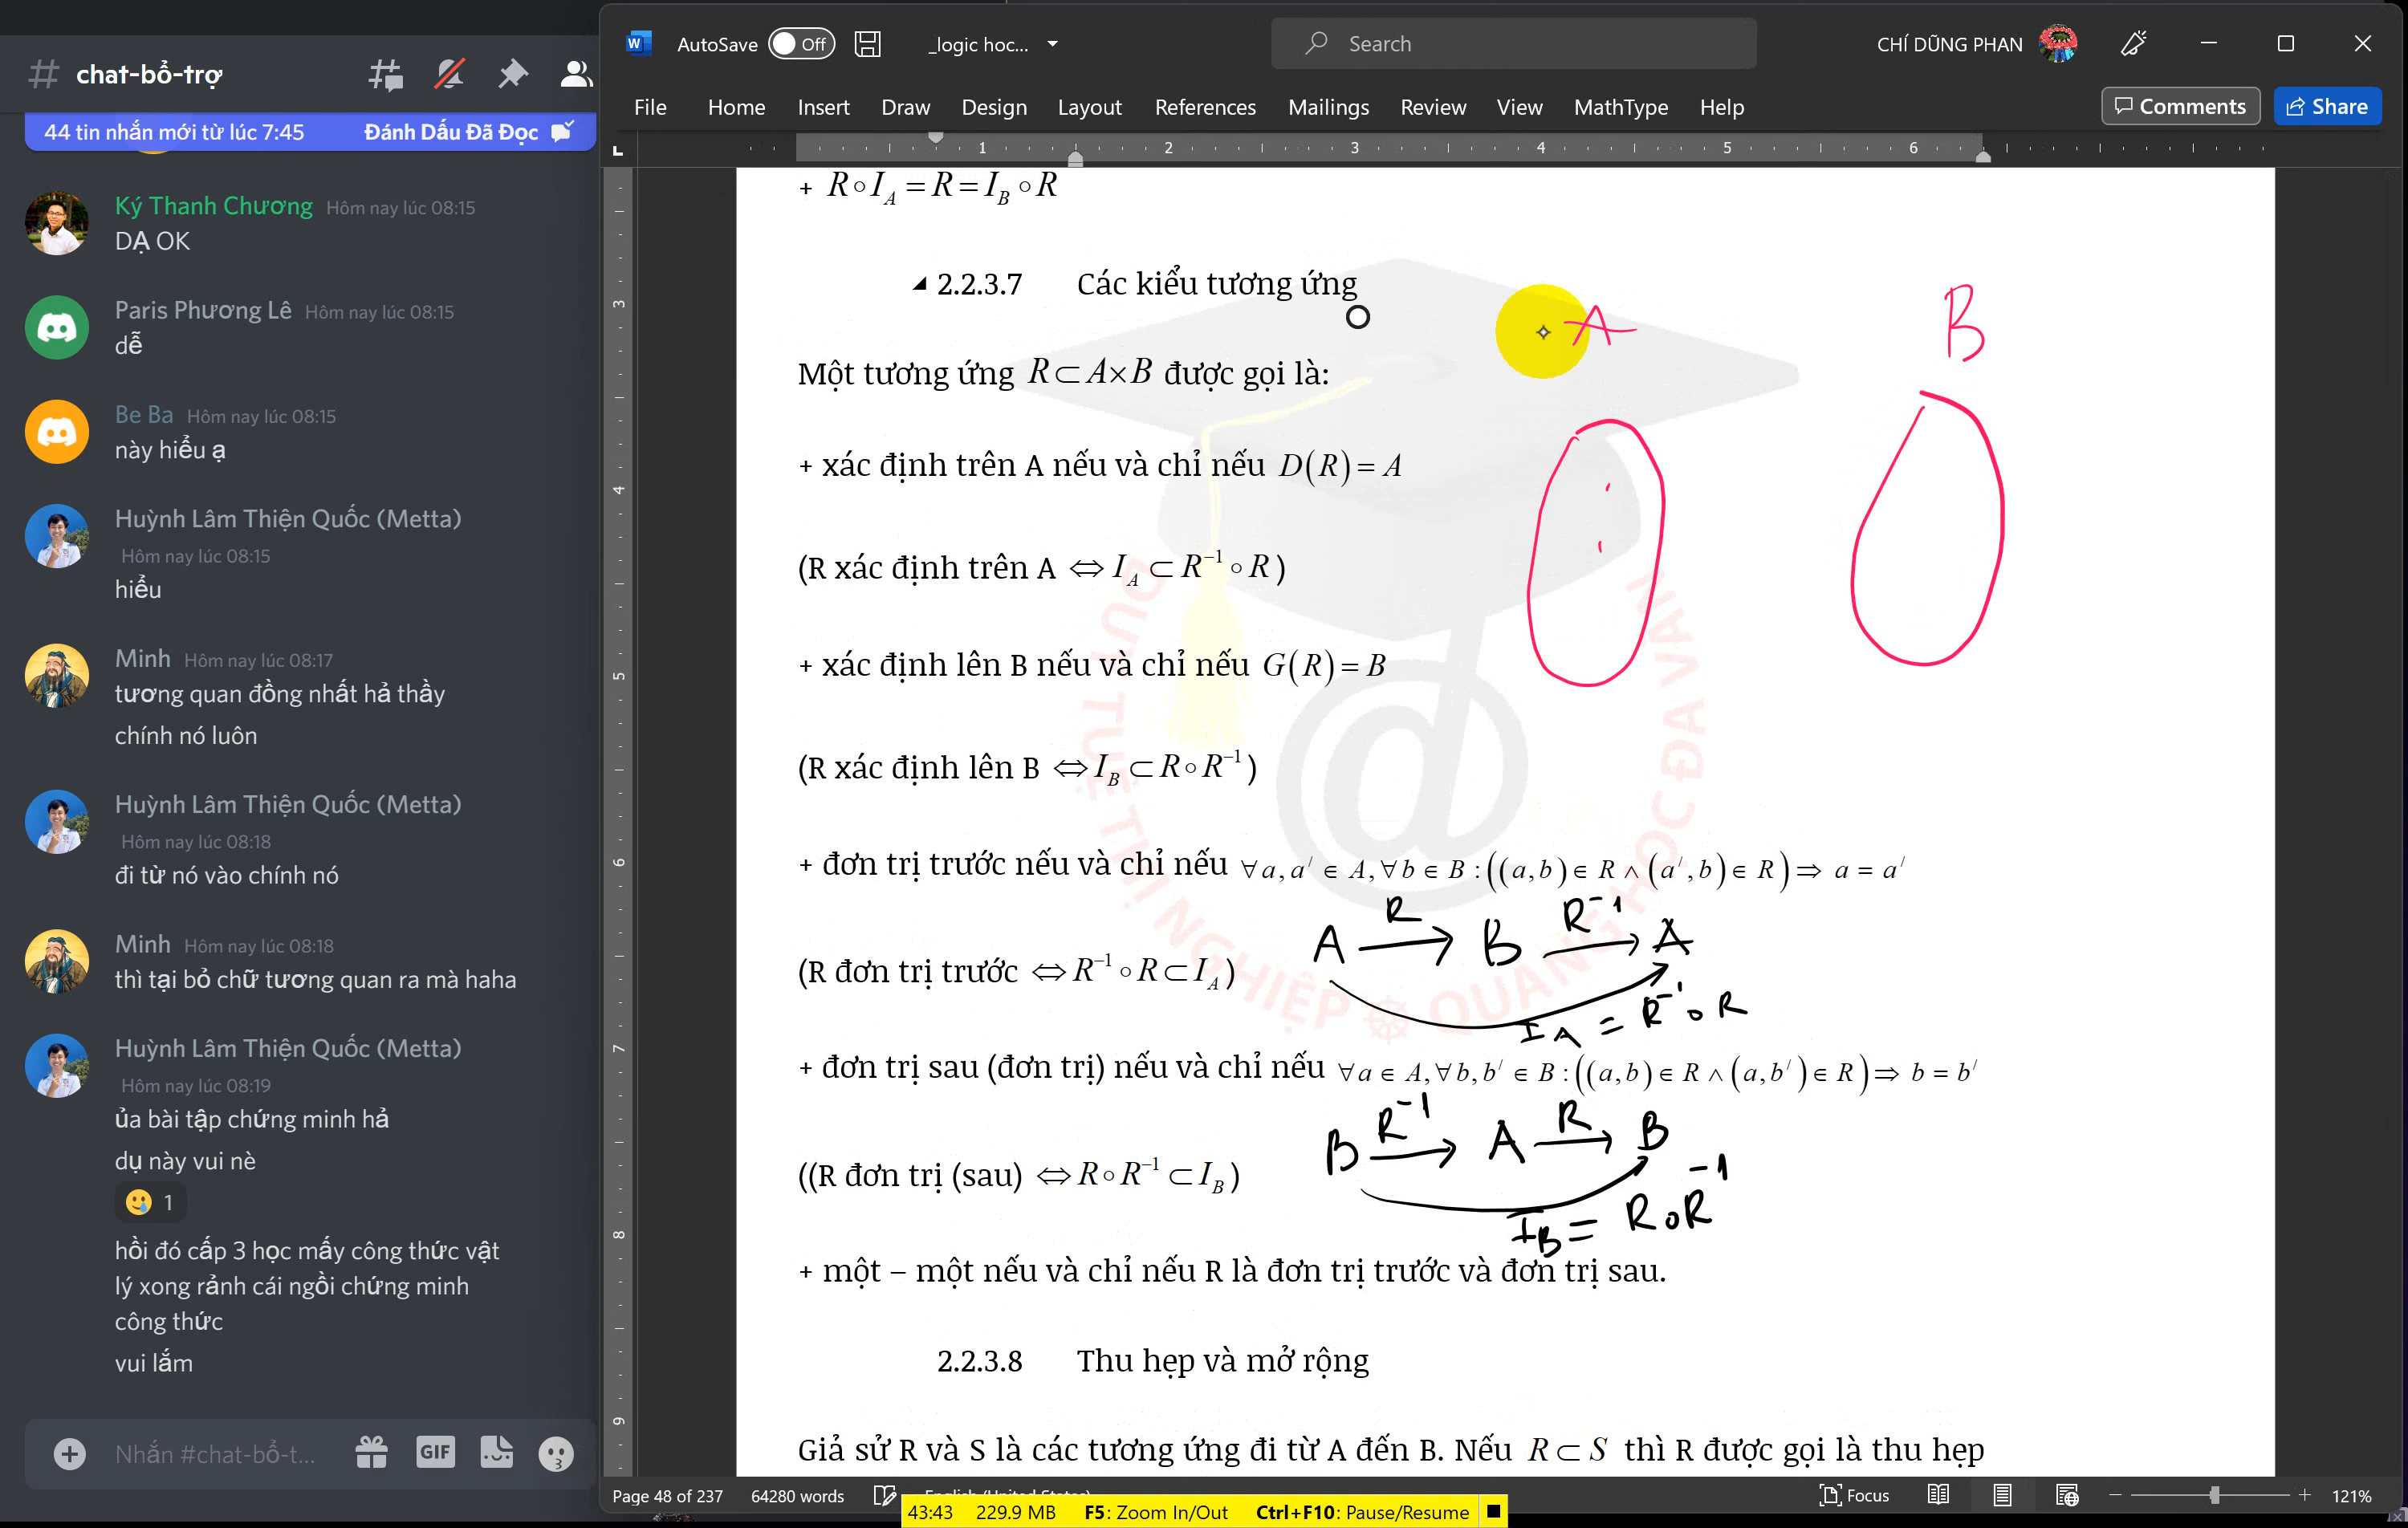 # chat-bổ-trợ
44 tin nhắn mới từ lúc 7:45 Đánh Dấu Đã Đọc
Ký Thanh Chương Hôm nay lúc 08:15
DẠ OK
Paris Phương Lê Hôm nay lúc 08:15
dễ
Be Ba Hôm nay lúc 08:15
này hiểu ạ
Huỳnh Lâm Thiện Quốc (Metta)
Hôm nay lúc 08:15
hiểu
Minh Hôm nay lúc 08:17
tương quan đồng nhất hả thầy
chính nó luôn
Huỳnh Lâm Thiện Quốc (Metta)
Hôm nay lúc 08:18
đi từ nó vào chính nó
Minh Hôm nay lúc 08:18
thì tại bỏ chữ tương quan ra mà haha
Huỳnh Lâm Thiện Quốc (Metta)
Hôm nay lúc 08:19
ủa bài tập chứng minh hả
dụ này vui nè
1
hồi đó cấp 3 học mấy công thức vật
lý xong rảnh cái ngồi chứng minh
công thức
vui lắm
Nhắn #chat-bổ-t...
GIF
AutoSave Off _logic hoc... Search CHÍ DŨNG PHAN
File Home Insert Draw Design Layout References Mailings Review View MathType Help Comments Share
1 2 3 4 5 6
3
4
5
6
7
8
9
+ R∘I_A = R = I_B∘R
2.2.3.7 Các kiểu tương ứng
A
B
Một tương ứng R⊂A×B được gọi là:
+ xác định trên A nếu và chỉ nếu D(R)=A
(R xác định trên A ⇔ I_A ⊂ R⁻¹∘R)
+ xác định lên B nếu và chỉ nếu G(R)=B
(R xác định lên B ⇔ I_B ⊂ R∘R⁻¹)
+ đơn trị trước nếu và chỉ nếu ∀a,a′ ∈ A,∀b ∈ B:((a,b)∈ R ∧ (a′,b)∈ R)⇒ a = a′
A R→ B R⁻¹→ A
(R đơn trị trước ⇔ R⁻¹∘R ⊂ I_A)
I_A = R⁻¹∘R
+ đơn trị sau (đơn trị) nếu và chỉ nếu ∀a ∈ A,∀b,b′ ∈ B:((a,b)∈ R ∧ (a,b′)∈ R)⇒ b = b′
B R⁻¹→ A R→ B
((R đơn trị (sau) ⇔ R∘R⁻¹ ⊂ I_B)
I_B = R∘R⁻¹
+ một – một nếu và chỉ nếu R là đơn trị trước và đơn trị sau.
2.2.3.8 Thu hẹp và mở rộng
Giả sử R và S là các tương ứng đi từ A đến B. Nếu R⊂S thì R được gọi là thu hẹp
Page 48 of 237 64280 words Focus 121%
43:43 229.9 MB F5: Zoom In/Out Ctrl+F10: Pause/Resume